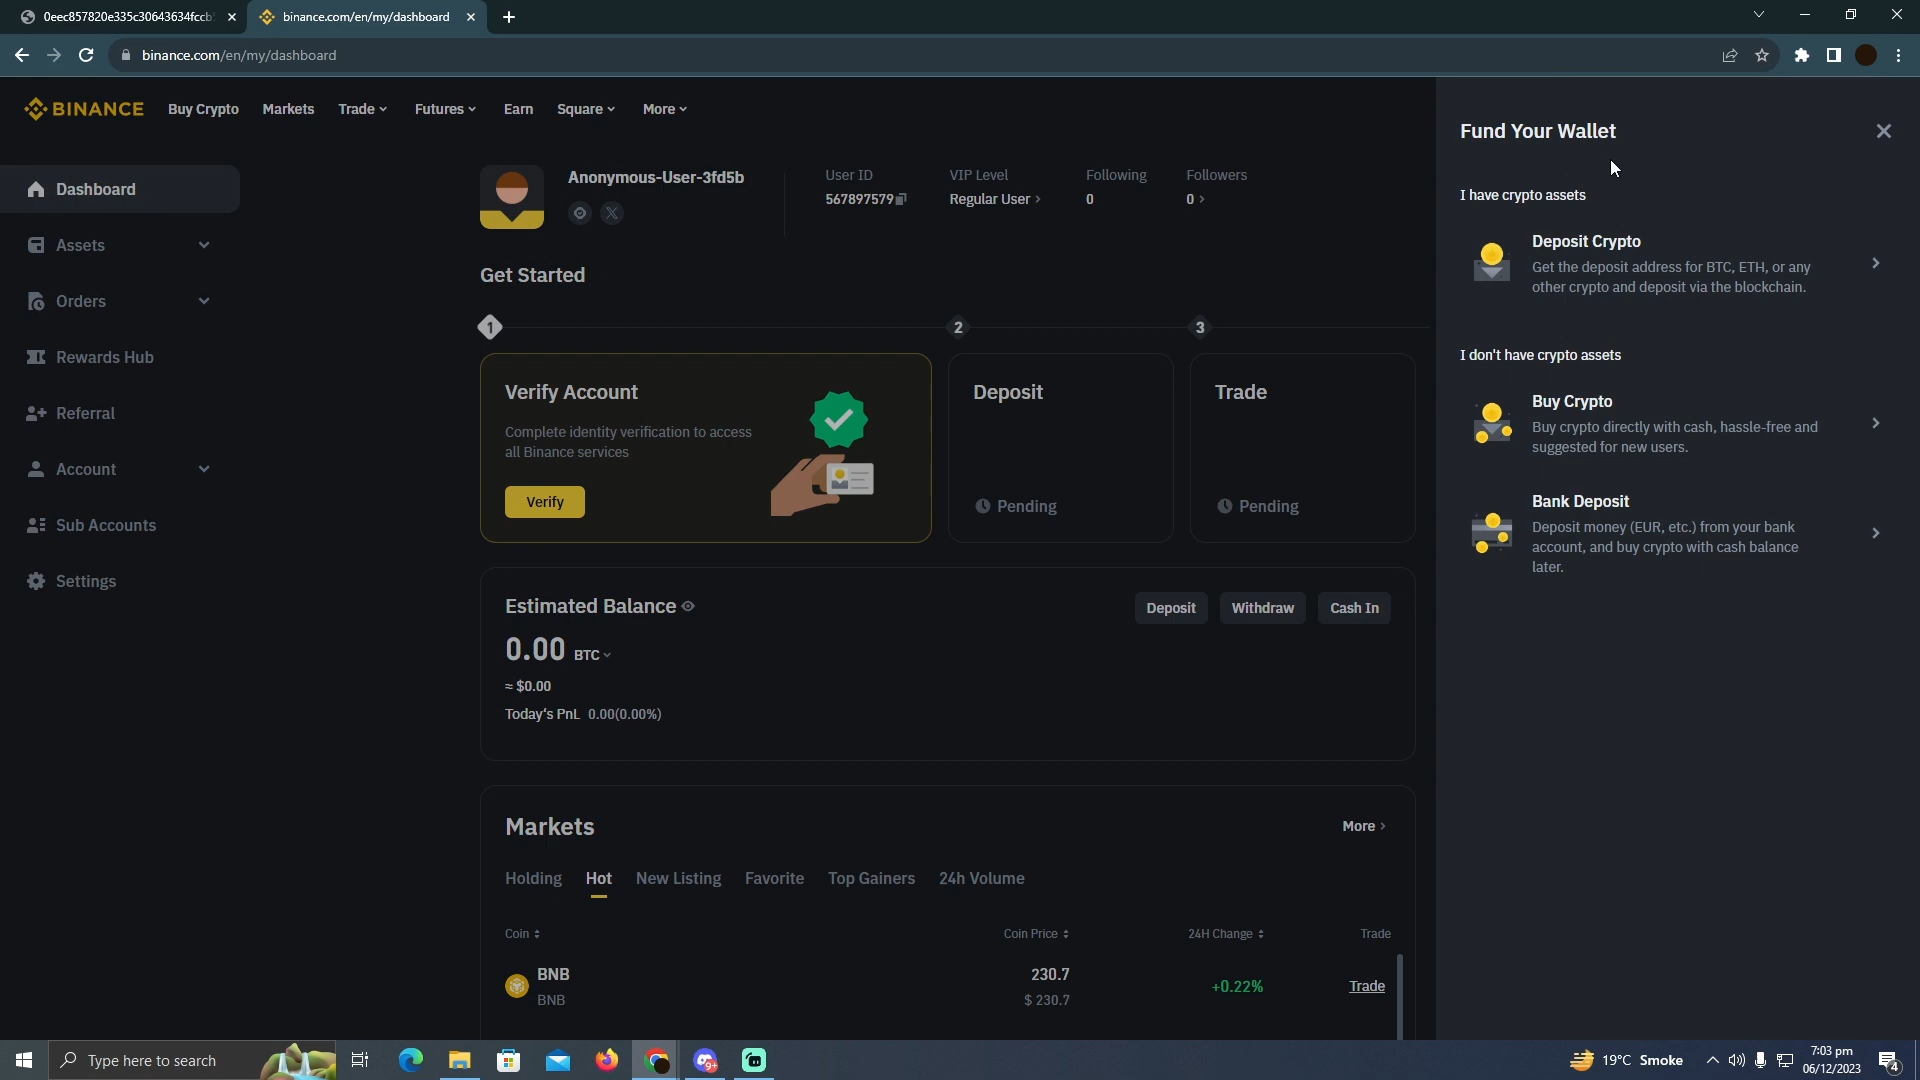 0eec857820e335c30643634fccb
binance.com/en/my/dashboard
binance.com/en/my/dashboard
BINANCE Buy Crypto Markets Trade Futures Earn Square More
Dashboard
Assets
Orders
Rewards Hub
Referral
Account
Sub Accounts
Settings
Anonymous-User-3fd5b
User ID
567897579
VIP Level
Regular User
Following
0
Followers
0
Get Started
1
2
3
Verify Account
Complete identity verification to access
all Binance services
Verify
Deposit
Pending
Trade
Pending
Estimated Balance
Deposit Withdraw Cash In
0.00 BTC
≈ $0.00
Today's PnL 0.00(0.00%)
Markets
More
Holding Hot New Listing Favorite Top Gainers 24h Volume
Coin Coin Price 24H Change Trade
BNB 230.7
+0.22% Trade
BNB $ 230.7
Fund Your Wallet
I have crypto assets
Deposit Crypto
Get the deposit address for BTC, ETH, or any
other crypto and deposit via the blockchain.
I don't have crypto assets
Buy Crypto
Buy crypto directly with cash, hassle-free and
suggested for new users.
Bank Deposit
Deposit money (EUR, etc.) from your bank
account, and buy crypto with cash balance
later.
Type here to search
9+
19°C Smoke
7:03 pm
06/12/2023
4